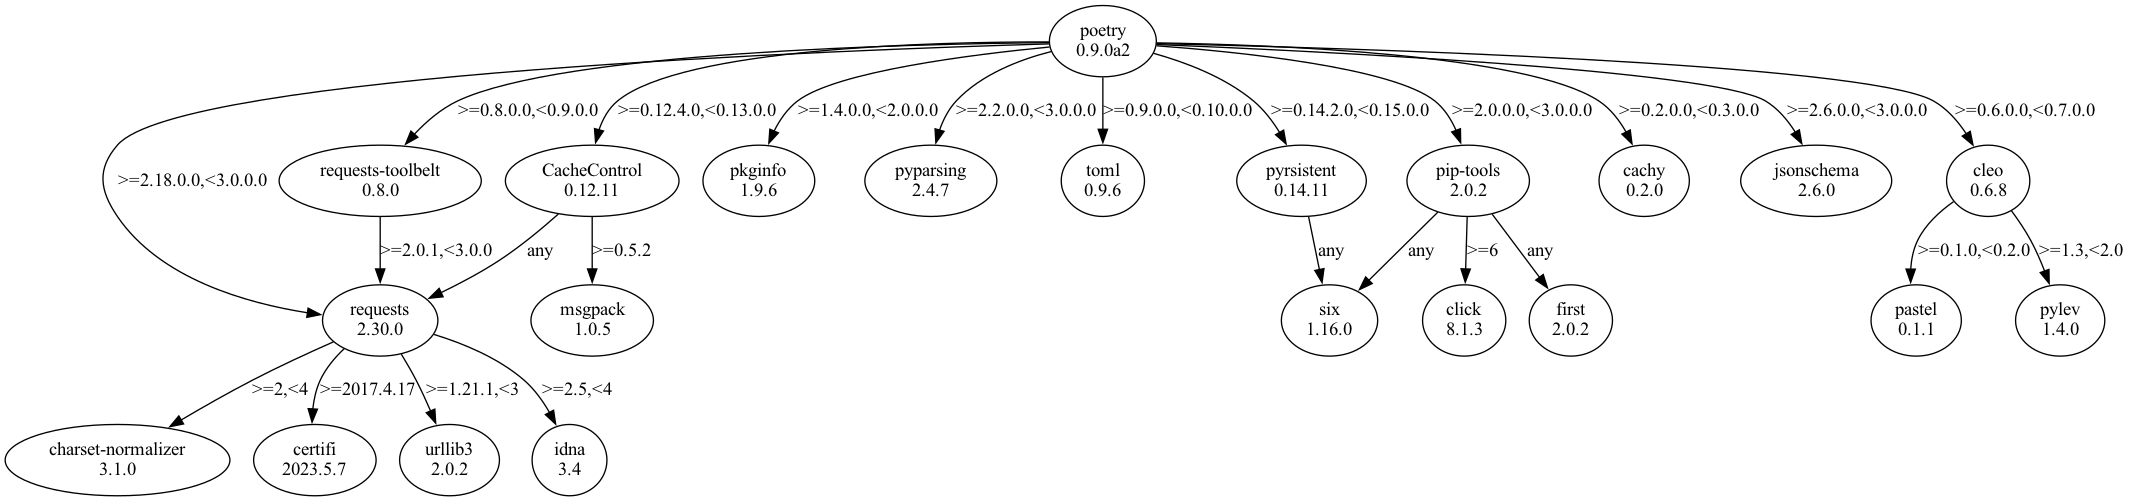 poetry
0.9.0a2
>=0.8.0.0,<0.9.0.0
>=0.12.4.0,<0.13.0.0
>=1.4.0.0,<2.0.0.0
>=2.2.0.0,<3.0.0.0
>=0.9.0.0,<0.10.0.0
>=0.14.2.0,<0.15.0.0
>=2.0.0.0,<3.0.0.0
>=0.2.0.0,<0.3.0.0
>=2.6.0.0,<3.0.0.0
>=0.6.0.0,<0.7.0.0
>=2.18.0.0,<3.0.0.0
requests-toolbelt
0.8.0
CacheControl
0.12.11
pkginfo
1.9.6
pyparsing
2.4.7
toml
0.9.6
pyrsistent
0.14.11
pip-tools
2.0.2
cachy
0.2.0
jsonschema
2.6.0
cleo
0.6.8
>=2.0.1,<3.0.0
any
>=0.5.2
any
any
>=6
any
>=0.1.0,<0.2.0
>=1.3,<2.0
requests
2.30.0
msgpack
1.0.5
six
1.16.0
click
8.1.3
first
2.0.2
pastel
0.1.1
pylev
1.4.0
>=2,<4
>=2017.4.17
>=1.21.1,<3
>=2.5,<4
charset-normalizer
3.1.0
certifi
2023.5.7
urllib3
2.0.2
idna
3.4